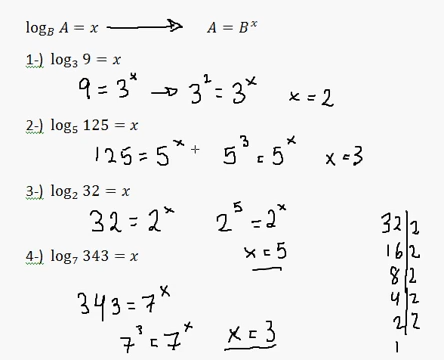 log_B A = x ⟶ A = B^x
1-) log_3 9 = x
9 = 3^x → 3^2 = 3^x x = 2
2-) log_5 125 = x
125 = 5^x + 5^3 = 5^x x = 3
3-) log_2 32 = x
32 = 2^x 2^5 = 2^x
x = 5
4-) log_7 343 = x
343 = 7^x
7^3 = 7^x x = 3
32|2
16|2
8|2
4|2
2|2
1